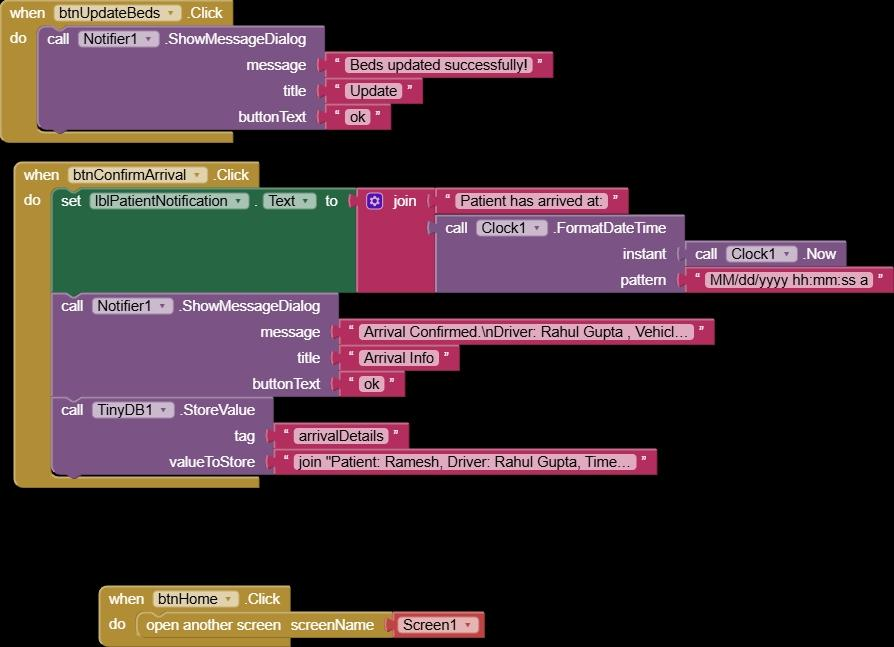 when btnUpdateBeds .Click
do call Notifier1 .ShowMessageDialog
message “ Beds updated successfully! ”
title “ Update ”
buttonText “ ok ”
when btnConfirmArrival .Click
do set lblPatientNotification . Text to join “ Patient has arrived at: ”
call Clock1 .FormatDateTime
instant call Clock1 .Now
pattern “ MM/dd/yyyy hh:mm:ss a ”
call Notifier1 .ShowMessageDialog
message “ Arrival Confirmed.\nDriver: Rahul Gupta , Vehicl... ”
title “ Arrival Info ”
buttonText “ ok ”
call TinyDB1 .StoreValue
tag “ arrivalDetails ”
valueToStore “ join "Patient: Ramesh, Driver: Rahul Gupta, Time... ”
when btnHome .Click
do open another screen screenName Screen1